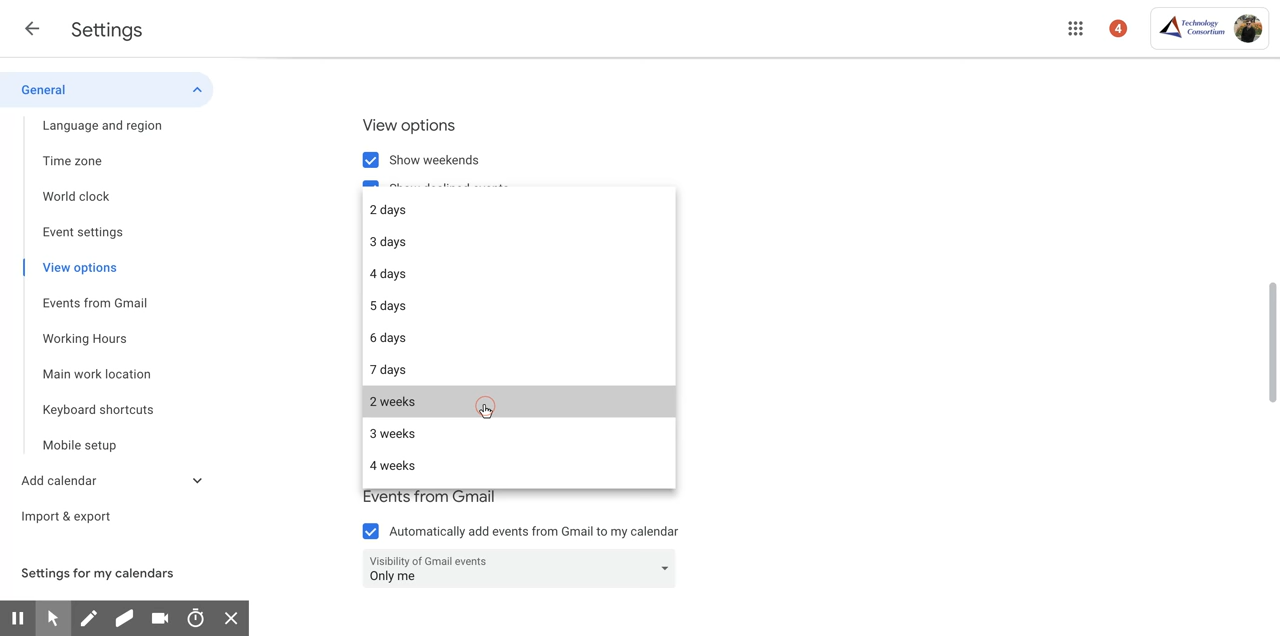 Settings
4
Technology
Consortium
General
Language and region
Time zone
World clock
Event settings
View options
Events from Gmail
Working Hours
Main work location
Keyboard shortcuts
Mobile setup
Add calendar
Import & export
Settings for my calendars
View options
Show weekends
Show declined events
2 days
3 days
4 days
5 days
6 days
7 days
2 weeks
3 weeks
4 weeks
Events from Gmail
Automatically add events from Gmail to my calendar
Visibility of Gmail events
Only me